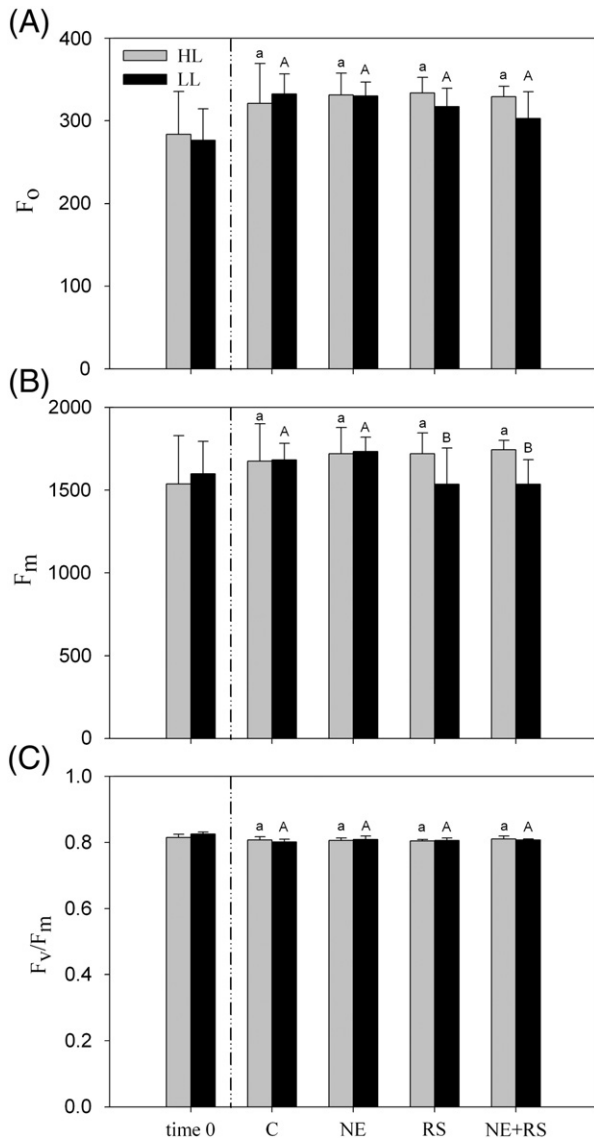 (A)
400
HL
LL
a A a A a A a A
300
200
100
0
Fo
(B)
2000
a A a A a B a B
1500
1000
500
0
Fm
(C)
1.0
a A a A a A a A
0.8
0.6
0.4
0.2
0.0
Fv/Fm
time 0 C NE RS NE+RS